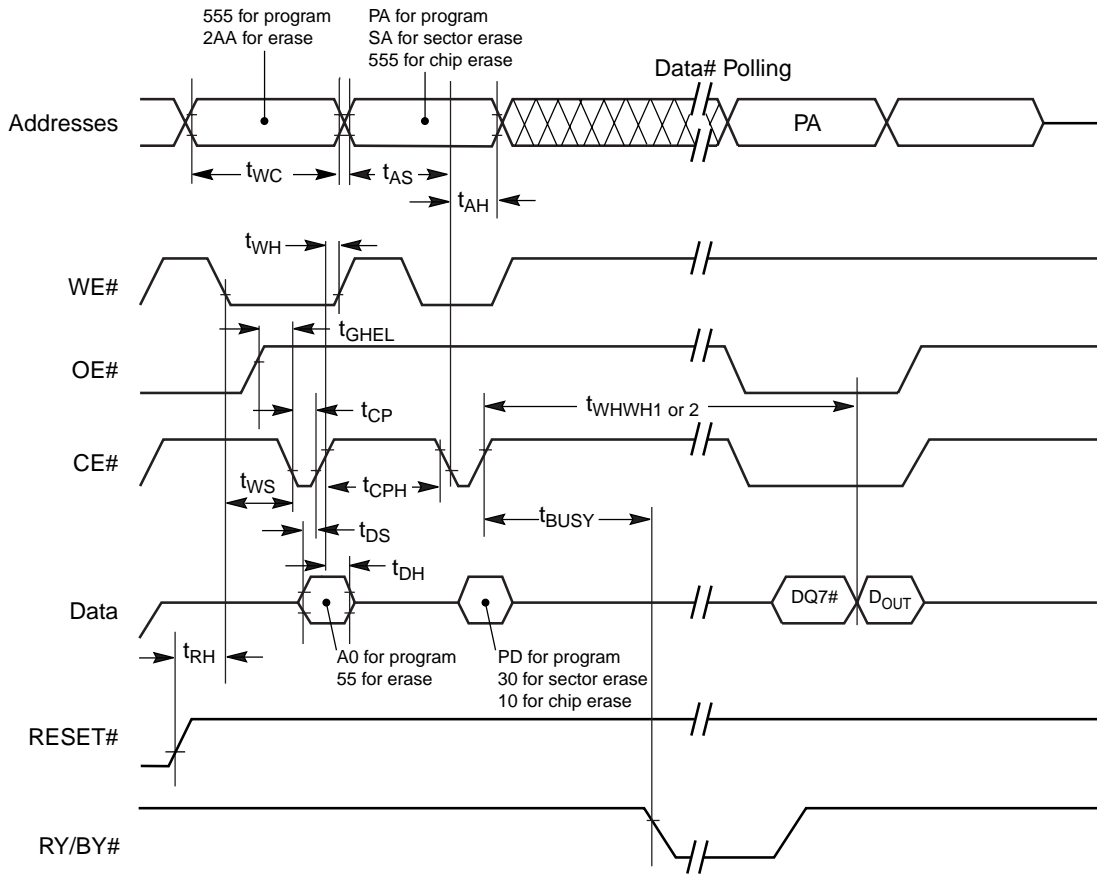 555 for program
2AA for erase
PA for program
SA for sector erase
555 for chip erase
Data# Polling
Addresses
PA
tWC
tAS
tAH
tWH
WE#
tGHEL
OE#
tWHWH1 or 2
tCP
CE#
tWS
tCPH
tBUSY
tDS
tDH
Data
DQ7#
DOUT
tRH
A0 for program
55 for erase
PD for program
30 for sector erase
10 for chip erase
RESET#
RY/BY#